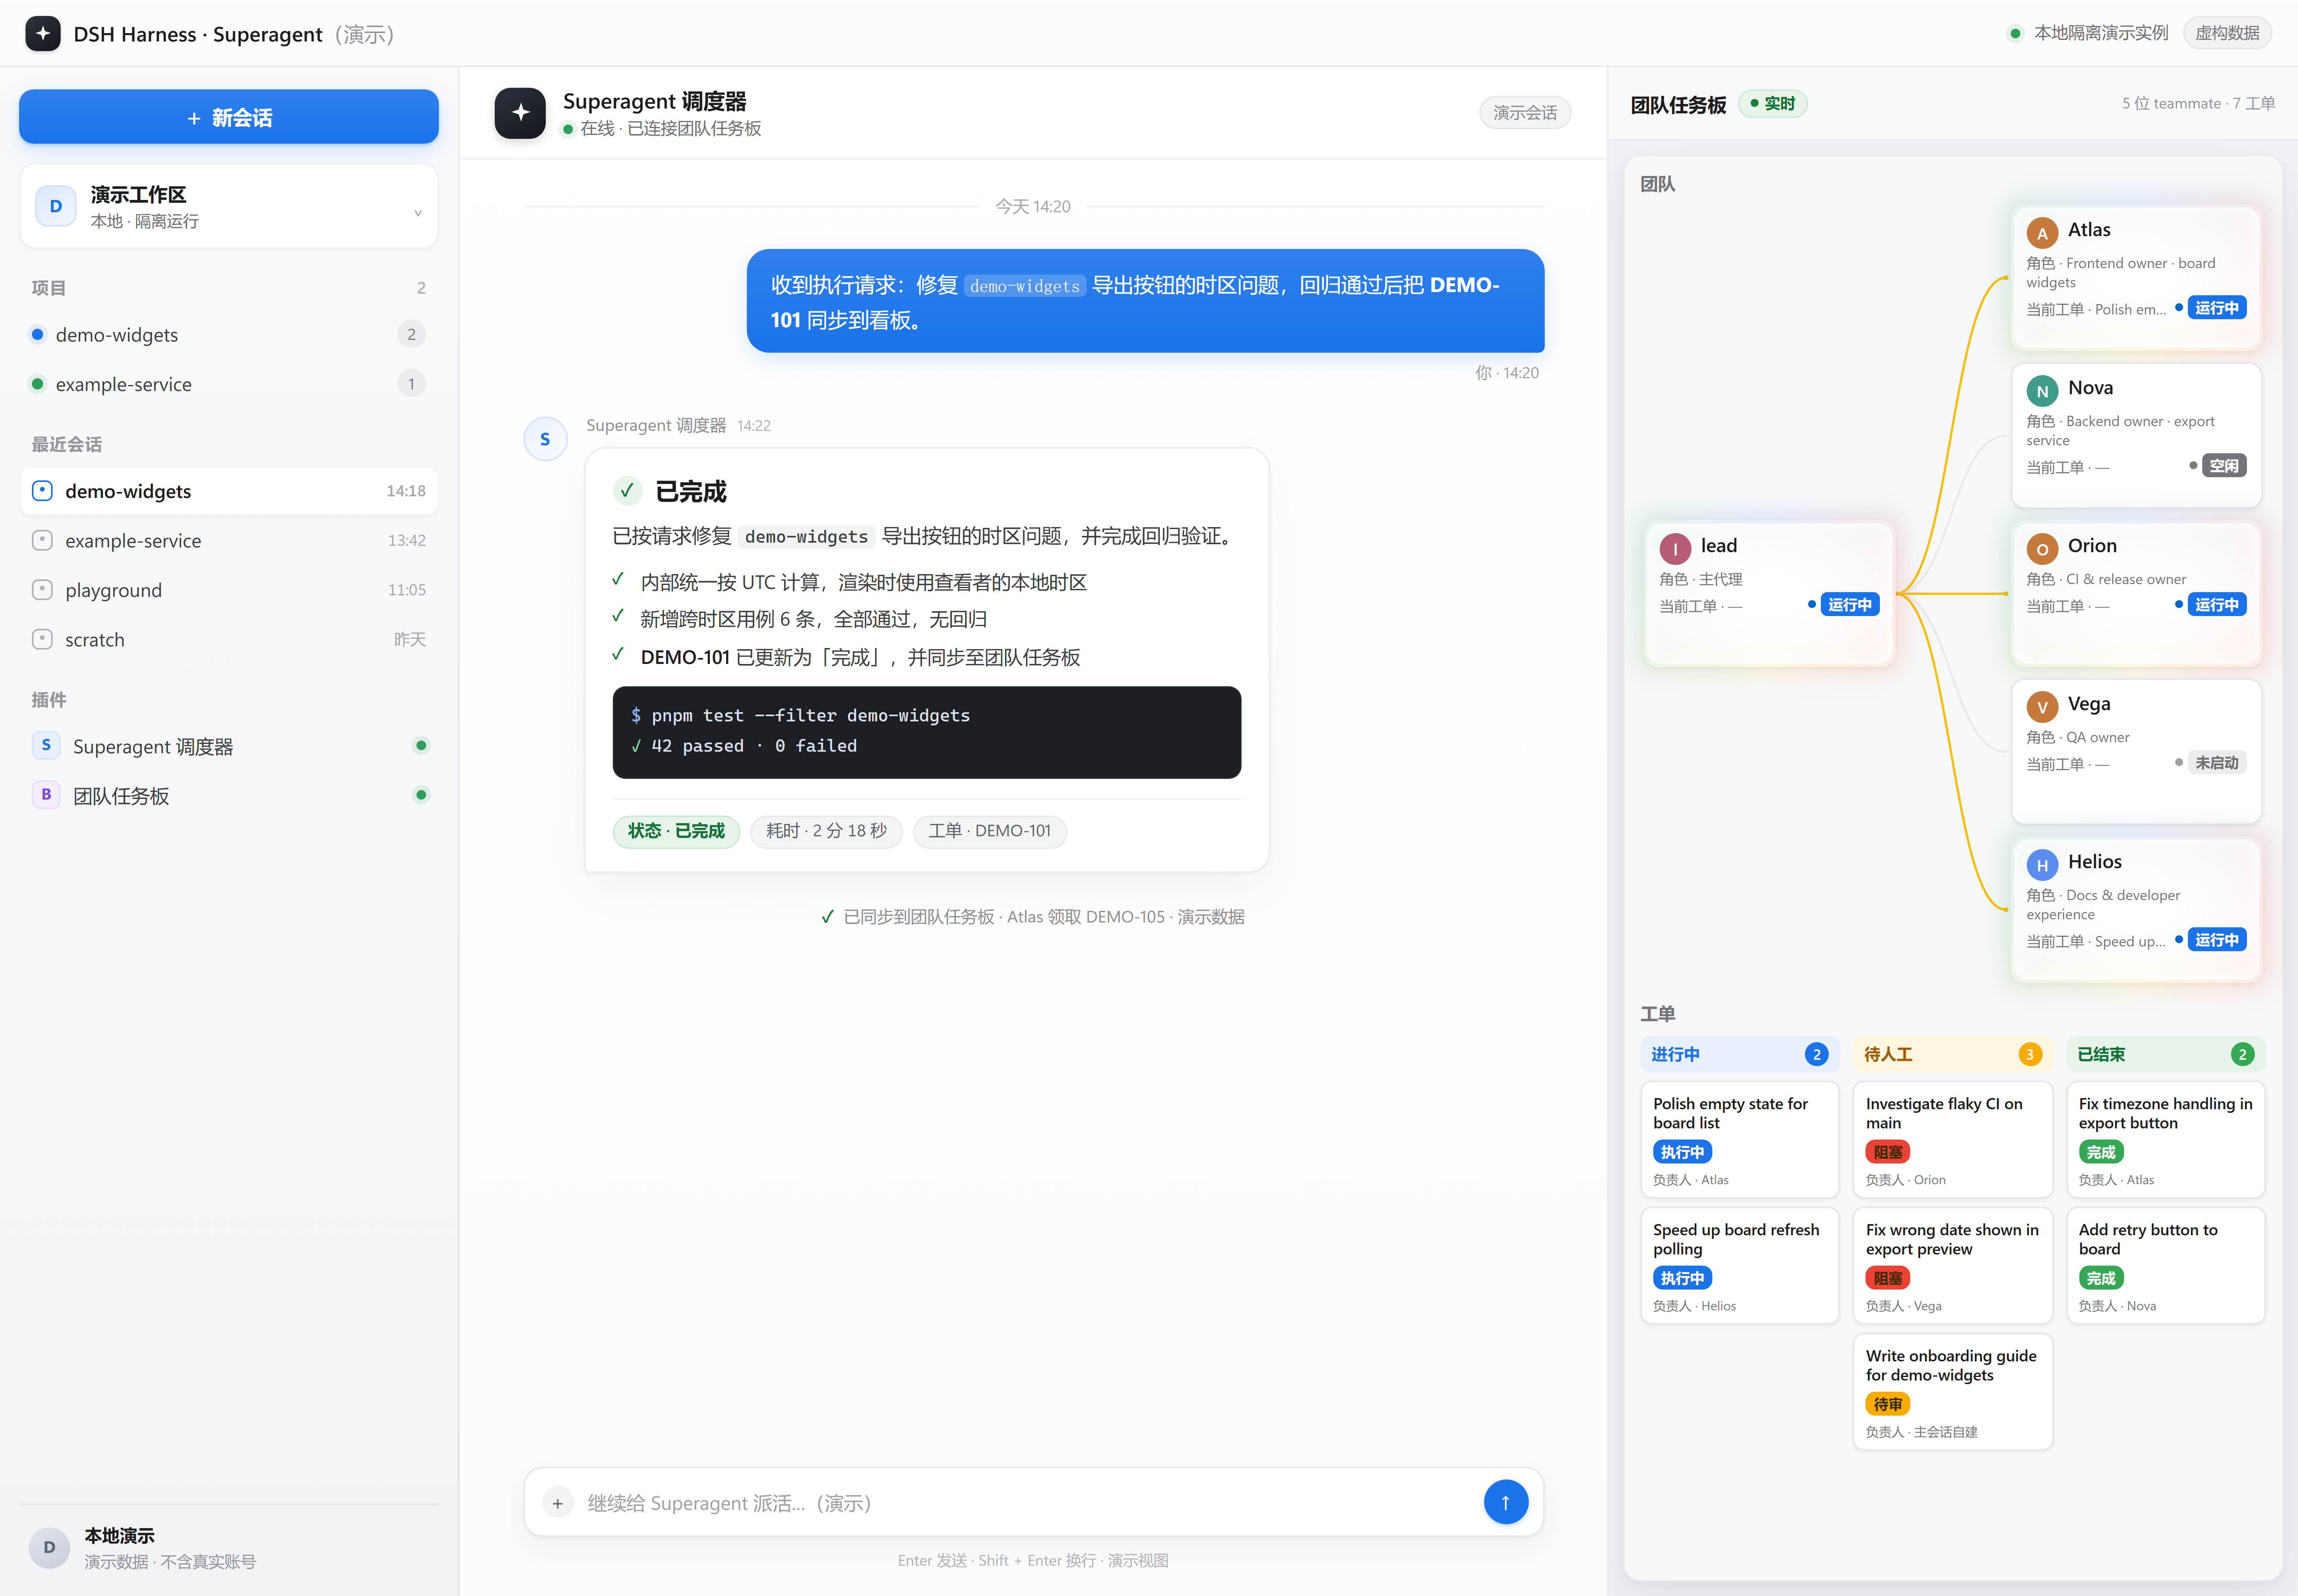 DSH Harness · Superagent（演示）
本地隔离演示实例
虚构数据
+ 新会话
D
演示工作区
本地 · 隔离运行
项目 2
demo-widgets 2
example-service 1
最近会话
demo-widgets 14:18
example-service 13:42
playground 11:05
scratch 昨天
插件
S Superagent 调度器
B 团队任务板
D
本地演示
演示数据 · 不含真实账号
Superagent 调度器
在线 · 已连接团队任务板
演示会话
今天 14:20
收到执行请求：修复 demo-widgets 导出按钮的时区问题，回归通过后把 DEMO-
101 同步到看板。
你 · 14:20
S
Superagent 调度器 14:22
✓ 已完成
已按请求修复 demo-widgets 导出按钮的时区问题，并完成回归验证。
✓ 内部统一按 UTC 计算，渲染时使用查看者的本地时区
✓ 新增跨时区用例 6 条，全部通过，无回归
✓ DEMO-101 已更新为「完成」，并同步至团队任务板
$ pnpm test --filter demo-widgets
✓ 42 passed · 0 failed
状态 · 已完成
耗时 · 2 分 18 秒
工单 · DEMO-101
✓ 已同步到团队任务板 · Atlas 领取 DEMO-105 · 演示数据
+ 继续给 Superagent 派活…（演示） ↑
Enter 发送 · Shift + Enter 换行 · 演示视图
团队任务板
实时
5 位 teammate · 7 工单
团队
l lead
角色 · 主代理
当前工单 · — 运行中
A Atlas
角色 · Frontend owner · board
widgets
当前工单 · Polish em… 运行中
N Nova
角色 · Backend owner · export
service
当前工单 · — 空闲
O Orion
角色 · CI & release owner
当前工单 · — 运行中
V Vega
角色 · QA owner
当前工单 · — 未启动
H Helios
角色 · Docs & developer
experience
当前工单 · Speed up… 运行中
工单
进行中 2
Polish empty state for
board list
执行中
负责人 · Atlas
Speed up board refresh
polling
执行中
负责人 · Helios
待人工 3
Investigate flaky CI on
main
阻塞
负责人 · Orion
Fix wrong date shown in
export preview
阻塞
负责人 · Vega
Write onboarding guide
for demo-widgets
待审
负责人 · 主会话自建
已结束 2
Fix timezone handling in
export button
完成
负责人 · Atlas
Add retry button to
board
完成
负责人 · Nova